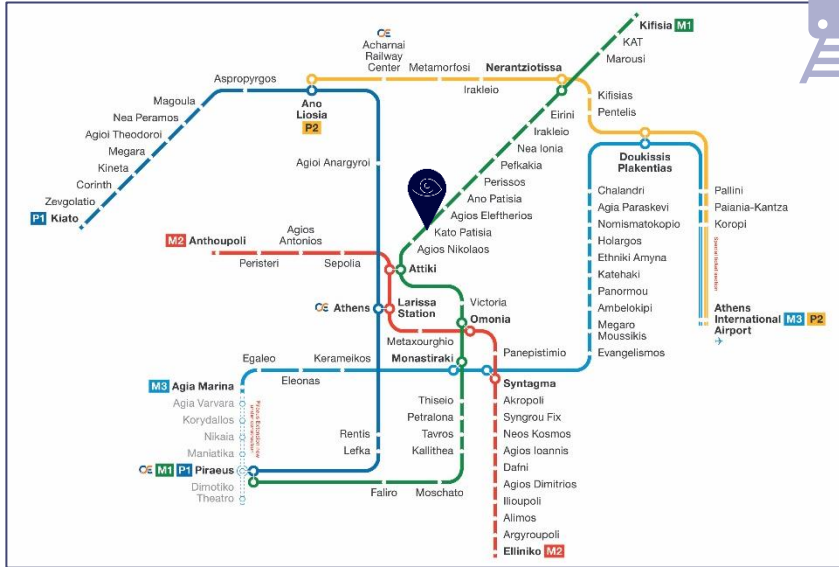 Kifisia M1
KAT
Marousi
OE
Acharnai
Railway
Center
Metamorfosi
Nerantziotissa
Irakleio
Aspropyrgos
Magoula
Nea Peramos
Agioi Theodoroi
Megara
Kineta
Corinth
Zevgolatio
P1 Kiato
Ano
Liosia
P2
Agioi Anargyroi
Kifisias
Pentelis
Eirini
Irakleio
Nea Ionia
Pefkakia
Perissos
Ano Patisia
Agios Eleftherios
Kato Patisia
Agios Nikolaos
Doukissis
Plakentias
Chalandri
Agia Paraskevi
Nomismatokopio
Holargos
Ethniki Amyna
Katehaki
Panormou
Ambelokipi
Megaro
Moussikis
Evangelismos
Pallini
Paiania-Kantza
Koropi
Athens
International M3 P2
Airport
M2 Anthoupoli
Peristeri
Agios
Antonios
Sepolia
Attiki
OE Athens
Larissa
Station
Victoria
Omonia
Metaxourghio
Monastiraki
Panepistimio
Egaleo
Kerameikos
Eleonas
M3 Agia Marina
Agia Varvara
Korydallos
Nikaia
Maniatika
OE M1 P1 Piraeus
Dimotiko
Theatro
Rentis
Lefka
Thiseio
Petralona
Tavros
Kallithea
Faliro
Moschato
Syntagma
Akropoli
Syngrou Fix
Neos Kosmos
Agios Ioannis
Dafni
Agios Dimitrios
Ilioupoli
Alimos
Argyroupoli
Elliniko M2